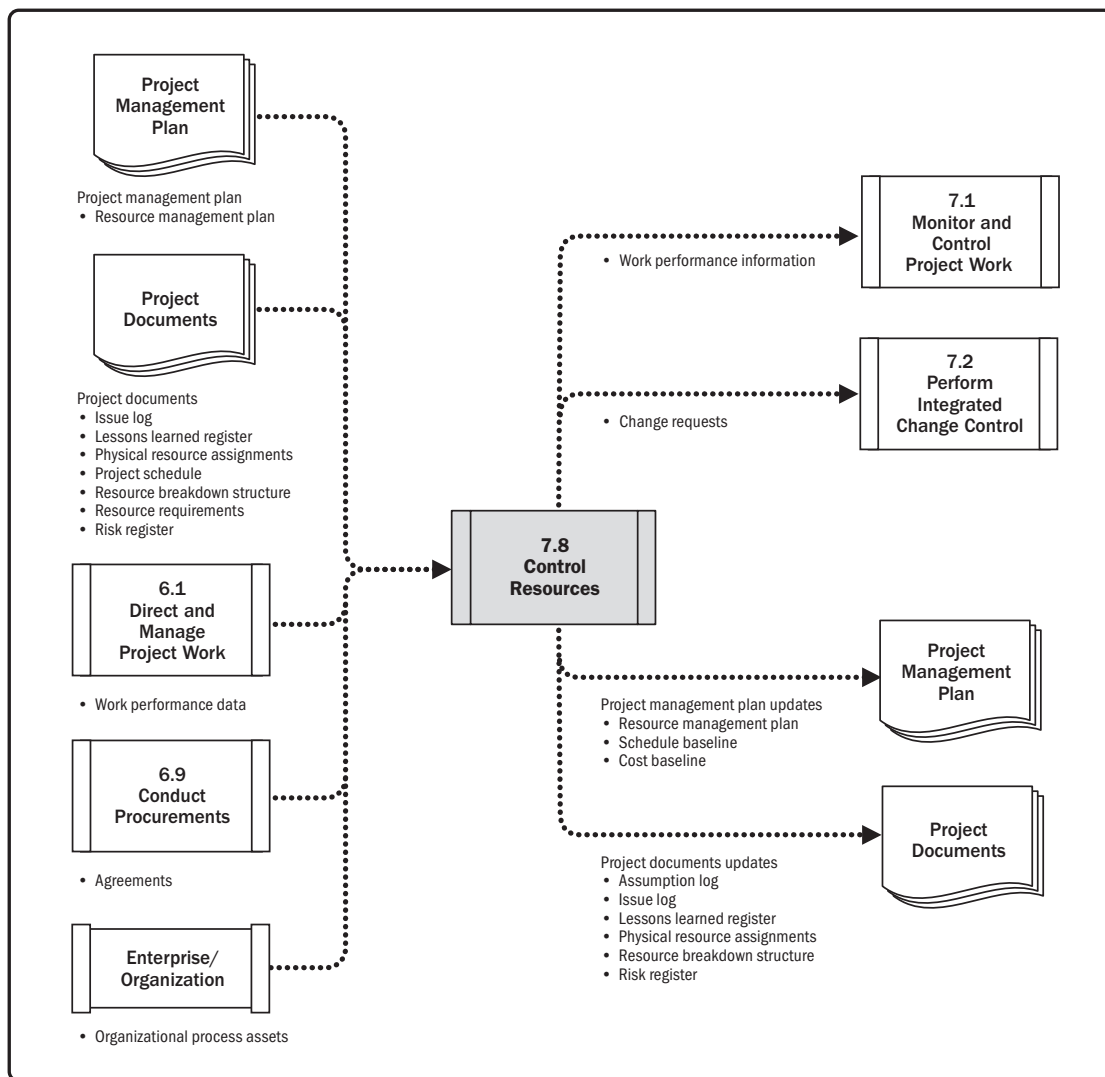 Project
Management
Plan
Project management plan
• Resource management plan
Project
Documents
Project documents
• Issue log
• Lessons learned register
• Physical resource assignments
• Project schedule
• Resource breakdown structure
• Resource requirements
• Risk register
6.1
Direct and
Manage
Project Work
• Work performance data
6.9
Conduct
Procurements
• Agreements
Enterprise/
Organization
• Organizational process assets
7.8
Control
Resources
• Work performance information
7.1
Monitor and
Control
Project Work
• Change requests
7.2
Perform
Integrated
Change Control
Project management plan updates
• Resource management plan
• Schedule baseline
• Cost baseline
Project
Management
Plan
Project documents updates
• Assumption log
• Issue log
• Lessons learned register
• Physical resource assignments
• Resource breakdown structure
• Risk register
Project
Documents